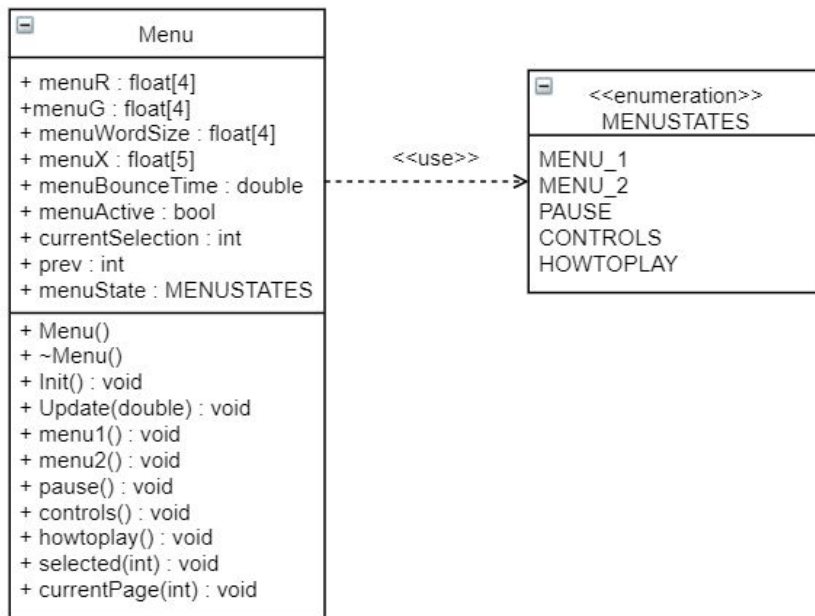 Menu
+ menuR : float[4]
+menuG : float[4]
+ menuWordSize : float[4]
+ menuX : float[5]
+ menuBounceTime : double
+ menuActive : bool
+ currentSelection : int
+ prev : int
+ menuState : MENUSTATES
+ Menu()
+ ~Menu()
+ Init() : void
+ Update(double) : void
+ menu1() : void
+ menu2() : void
+ pause() : void
+ controls() : void
+ howtoplay() : void
+ selected(int) : void
+ currentPage(int) : void
<<use>>
<<enumeration>>
MENUSTATES
MENU_1
MENU_2
PAUSE
CONTROLS
HOWTOPLAY